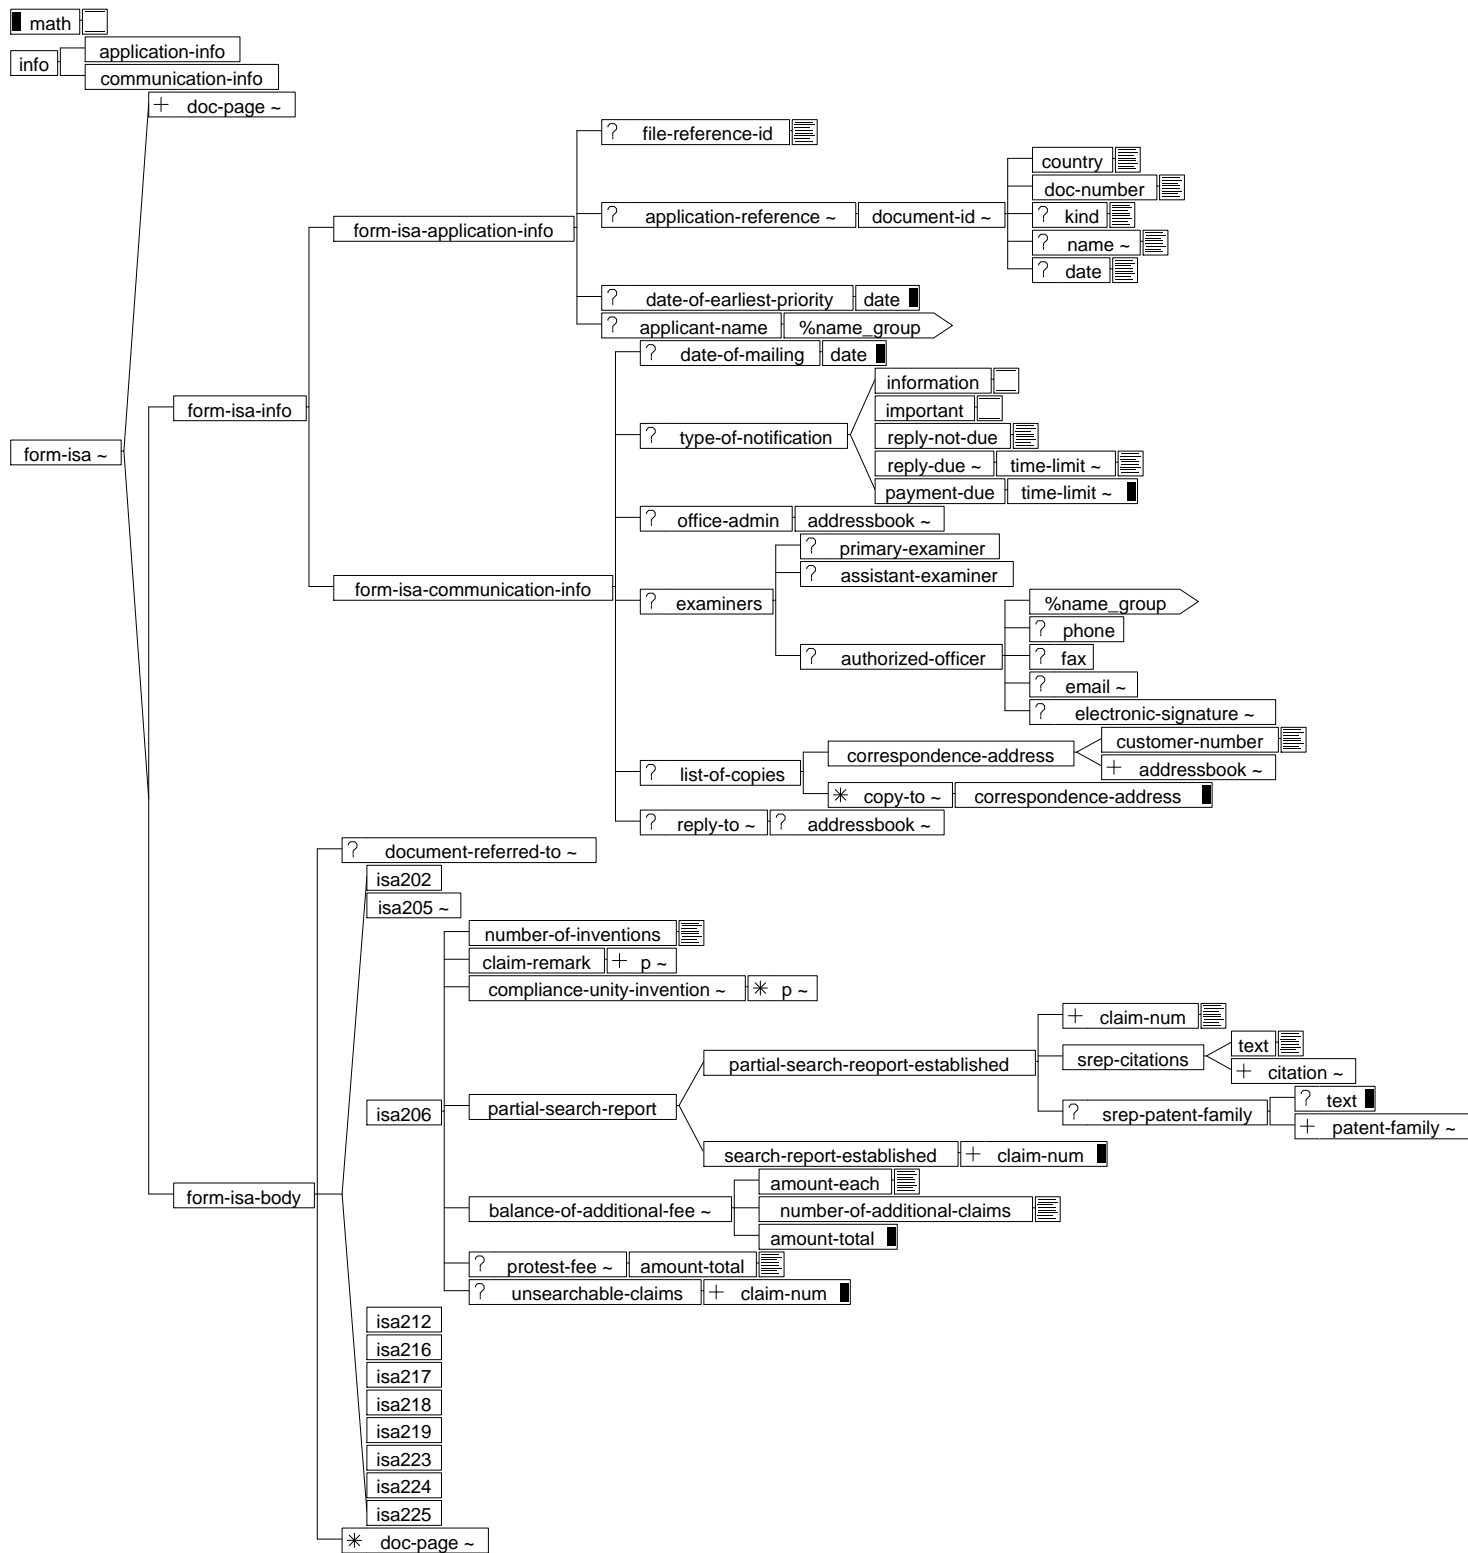 math
info
application-info
communication-info
+ doc-page ~
? file-reference-id
country
doc-number
form-isa-application-info
? application-reference ~
document-id ~
? kind
? name ~
? date
? date-of-earliest-priority
date
? applicant-name
%name_group
? date-of-mailing
date
information
form-isa-info
important
? type-of-notification
reply-not-due
form-isa ~
reply-due ~
time-limit ~
payment-due
time-limit ~
? office-admin
addressbook ~
? primary-examiner
? assistant-examiner
form-isa-communication-info
? examiners
%name_group
? phone
? authorized-officer
? fax
? email ~
? electronic-signature ~
customer-number
correspondence-address
+ addressbook ~
? list-of-copies
* copy-to ~
correspondence-address
? reply-to ~
? addressbook ~
? document-referred-to ~
isa202
isa205 ~
number-of-inventions
claim-remark
+ p ~
compliance-unity-invention ~
* p ~
+ claim-num
text
partial-search-reoport-established
srep-citations
+ citation ~
? text
isa206
partial-search-report
? srep-patent-family
+ patent-family ~
search-report-established
+ claim-num
amount-each
form-isa-body
balance-of-additional-fee ~
number-of-additional-claims
amount-total
? protest-fee ~
amount-total
? unsearchable-claims
+ claim-num
isa212
isa216
isa217
isa218
isa219
isa223
isa224
isa225
* doc-page ~